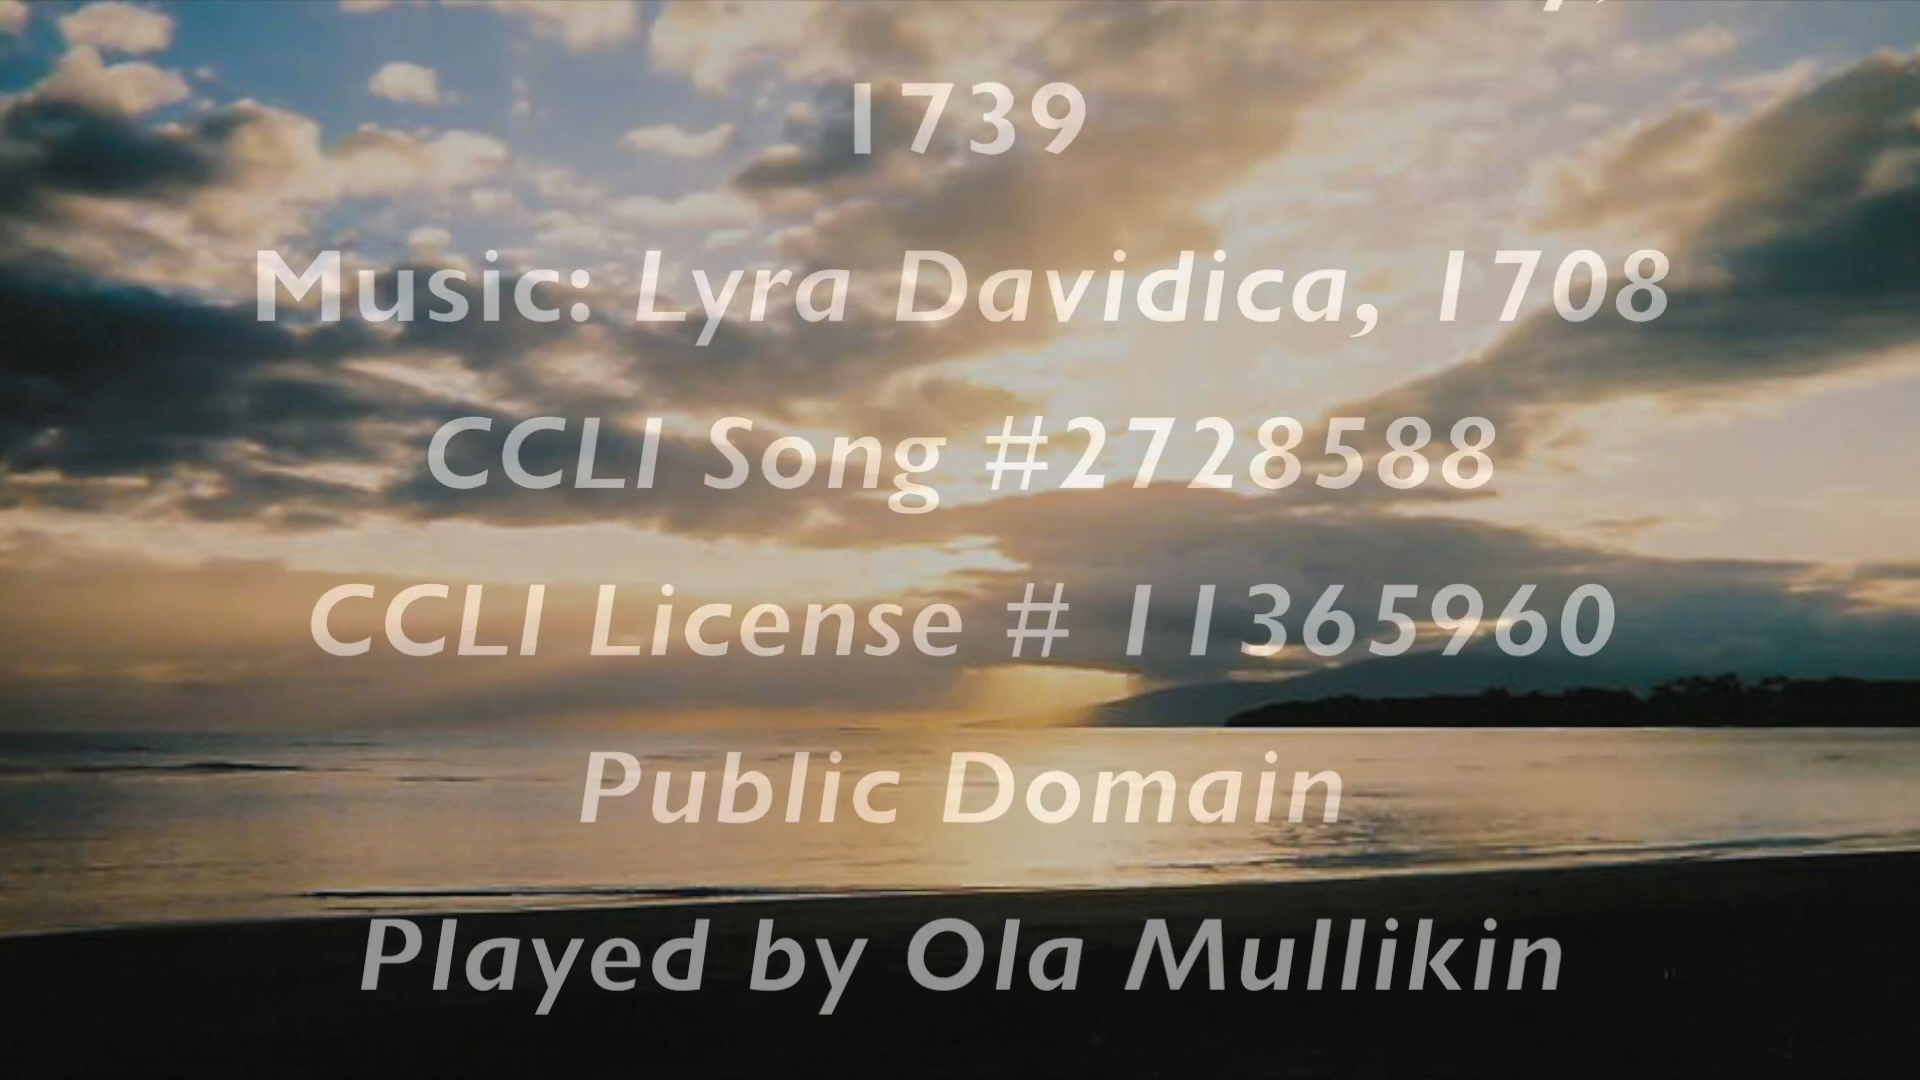 1739
Music: Lyra Davidica, 1708
CCLI Song #2728588
CCLI License # 11365960
Public Domain
Played by Ola Mullikin